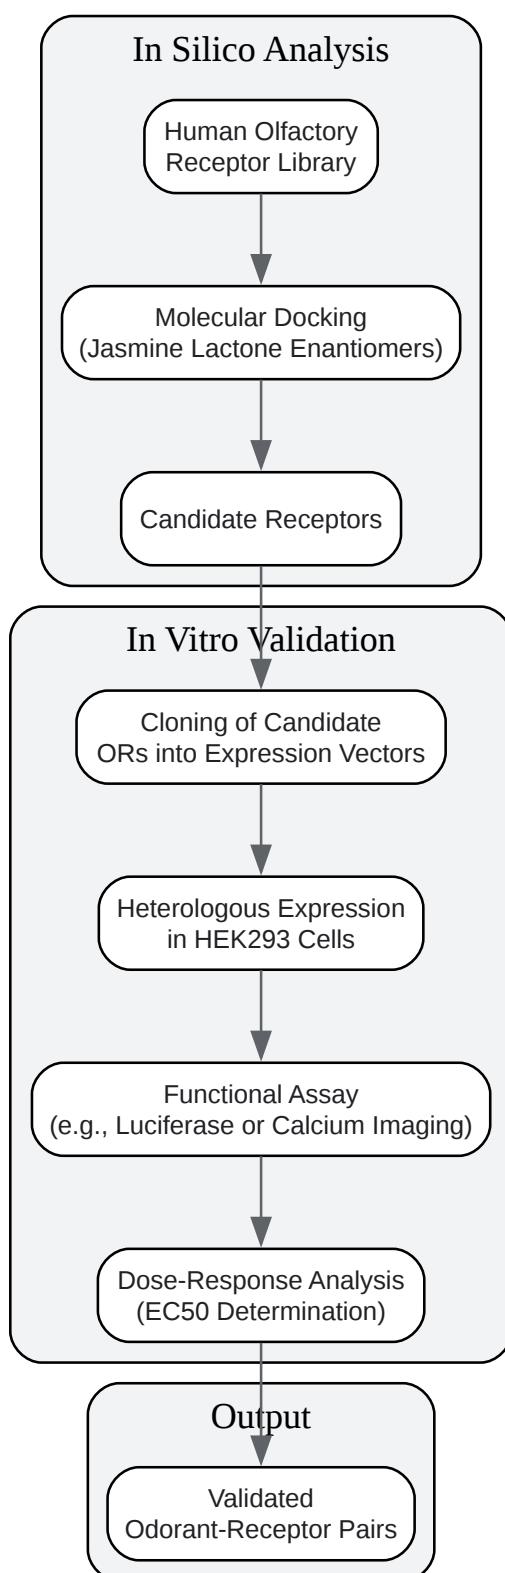 In Silico Analysis
Human Olfactory
Receptor Library
Molecular Docking
(Jasmine Lactone Enantiomers)
Candidate Receptors
In Vitro Validation
Cloning of Candidate
ORs into Expression Vectors
Heterologous Expression
in HEK293 Cells
Functional Assay
(e.g., Luciferase or Calcium Imaging)
Dose-Response Analysis
(EC50 Determination)
Output
Validated
Odorant-Receptor Pairs